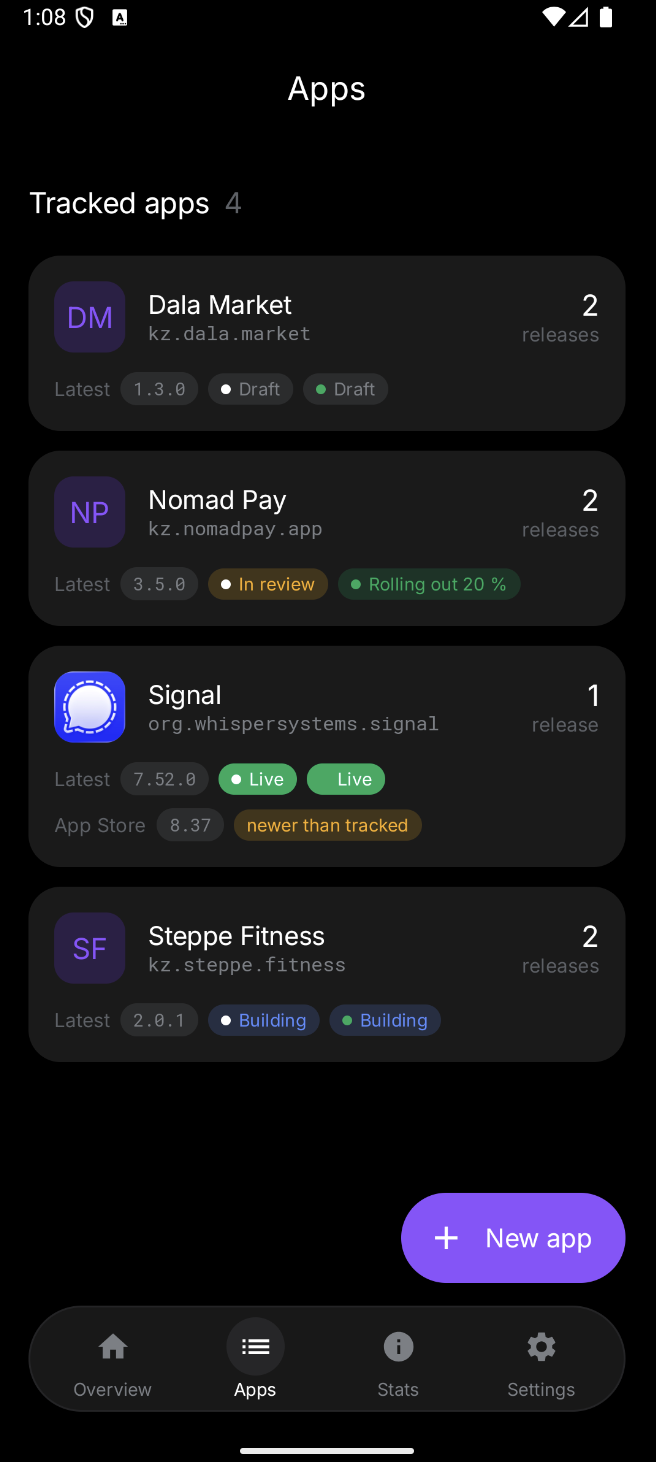 1:08
Apps
Tracked apps 4
DM
Dala Market
kz.dala.market
2
releases
Latest 1.3.0 Draft Draft
NP
Nomad Pay
kz.nomadpay.app
2
releases
Latest 3.5.0 In review Rolling out 20 %
Signal
org.whispersystems.signal
1
release
Latest 7.52.0 Live Live
App Store 8.37 newer than tracked
SF
Steppe Fitness
kz.steppe.fitness
2
releases
Latest 2.0.1 Building Building
+ New app
Overview Apps Stats Settings